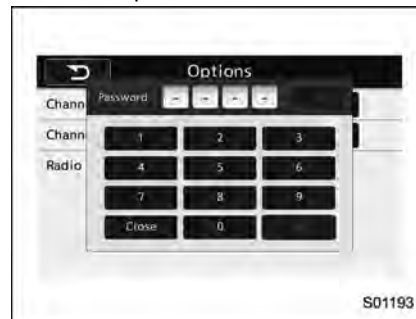 Options
Password - - - -
Chann
Chann
Radio
1 2 3
4 5 6
7 8 9
Close 0
S01193